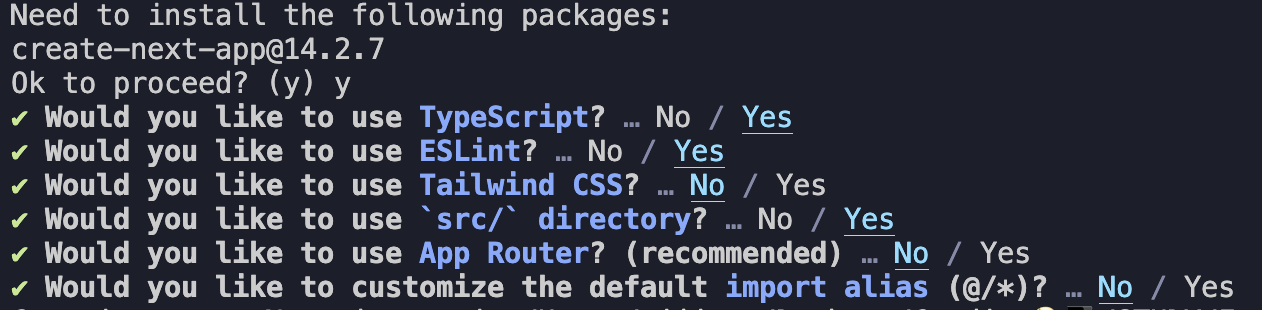 Need to install the following packages:
create-next-app@14.2.7
Ok to proceed? (y) y
✔ Would you like to use TypeScript? … No / Yes
✔ Would you like to use ESLint? … No / Yes
✔ Would you like to use Tailwind CSS? … No / Yes
✔ Would you like to use `src/` directory? … No / Yes
✔ Would you like to use App Router? (recommended) … No / Yes
✔ Would you like to customize the default import alias (@/*)? … No / Yes